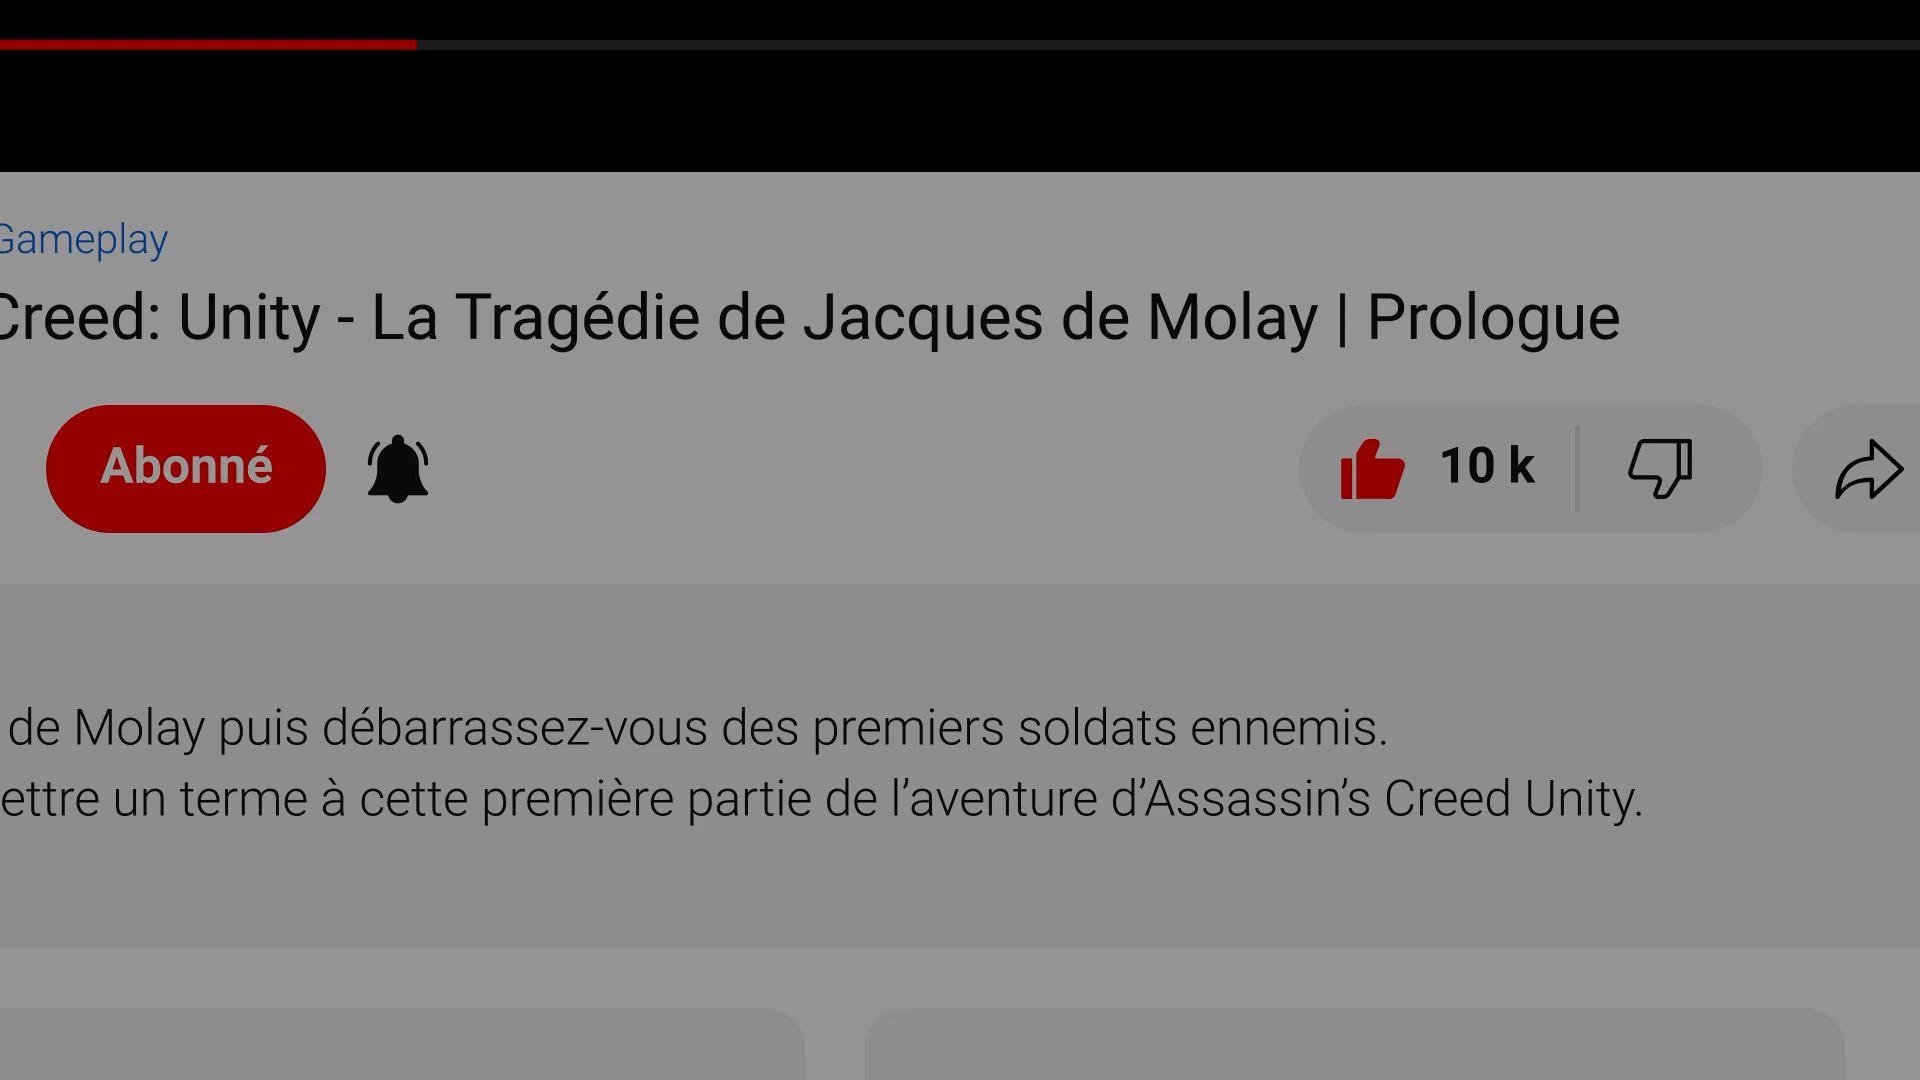 Gameplay
Creed: Unity - La Tragédie de Jacques de Molay | Prologue
Abonné
10 k
de Molay puis débarrassez-vous des premiers soldats ennemis.
ettre un terme à cette première partie de l’aventure d’Assassin’s Creed Unity.